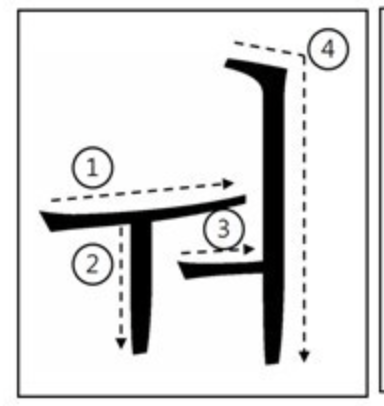 ㅝ
①
②
③
④